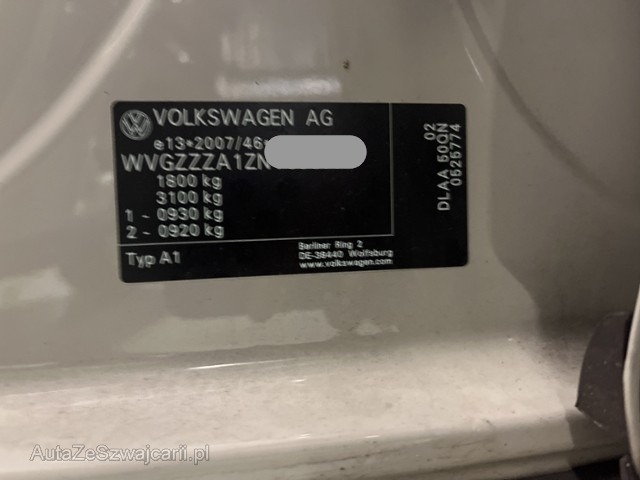 VOLKSWAGEN AG
e13*2007/46
WVGZZZA1ZN
1800 kg
3100 kg
1 - 0930 kg
2 - 0920 kg
Typ A1
Berliner Ring 2
DE-38440 Wolfsburg
www.volkswagen.com
02
DLAA 500N
0525774
AutaZeSzwajcarii.pl